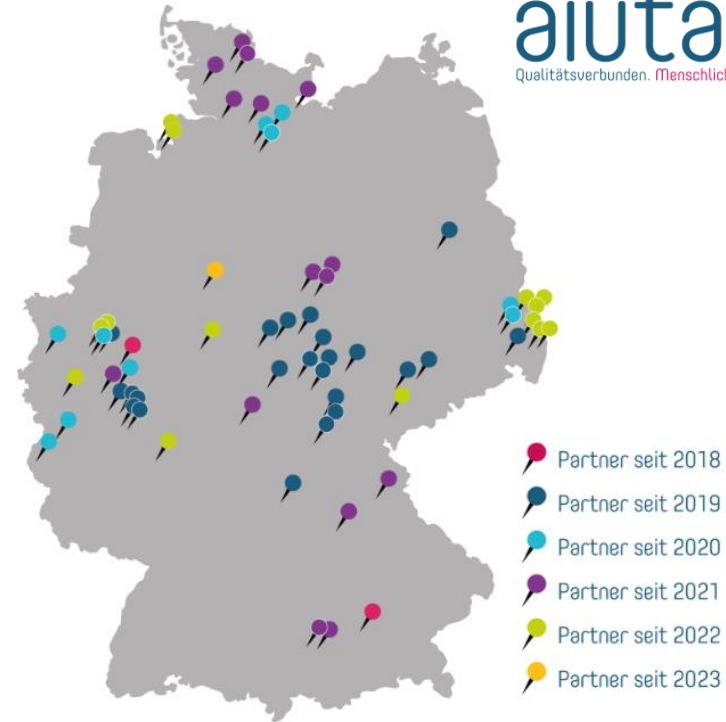 aiuta
Qualitätsverbunden. Menschlich
Partner seit 2018
Partner seit 2019
Partner seit 2020
Partner seit 2021
Partner seit 2022
Partner seit 2023